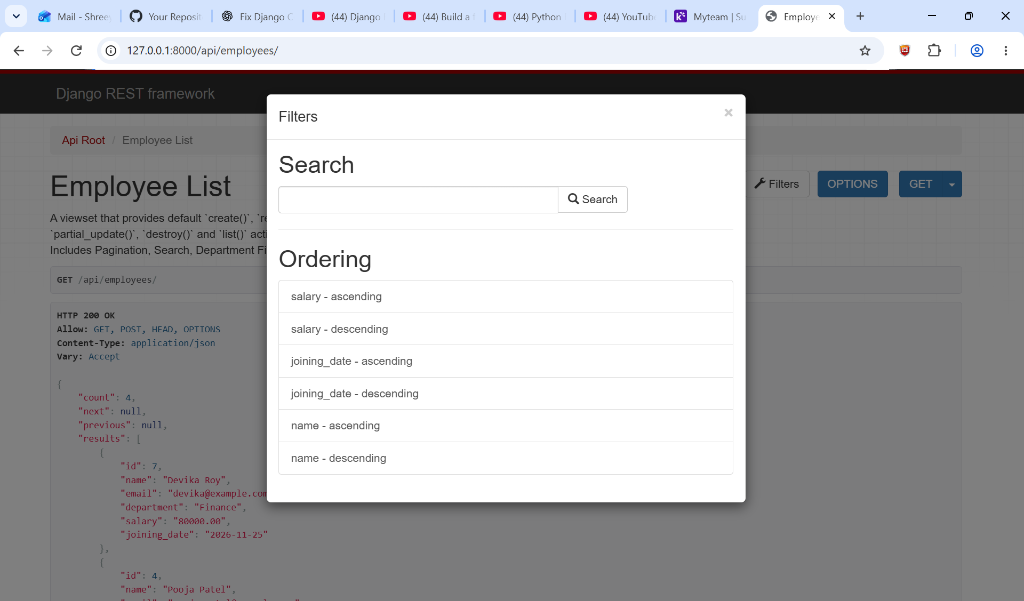 Mail - Shree
Your Reposit
Fix Django C
(44) Django
(44) Build a
(44) Python
(44) YouTub
Myteam | Su
Employ
127.0.0.1:8000/api/employees/
Django REST framework
Filters
×
Api Root / Employee List
Search
Search
Employee List
Filters
OPTIONS
GET
A viewset that provides default `create()`, `re
`partial_update()`, `destroy()` and `list()` acti
Includes Pagination, Search, Department Fi
Ordering
GET /api/employees/
salary - ascending
salary - descending
joining_date - ascending
joining_date - descending
name - ascending
name - descending
HTTP 200 OK
Allow: GET, POST, HEAD, OPTIONS
Content-Type: application/json
Vary: Accept
{
"count": 4,
"next": null,
"previous": null,
"results": [
{
"id": 7,
"name": "Devika Roy",
"email": "devika@example.com
"department": "Finance",
"salary": "80000.00",
"joining_date": "2026-11-25"
},
{
"id": 4,
"name": "Pooja Patel",